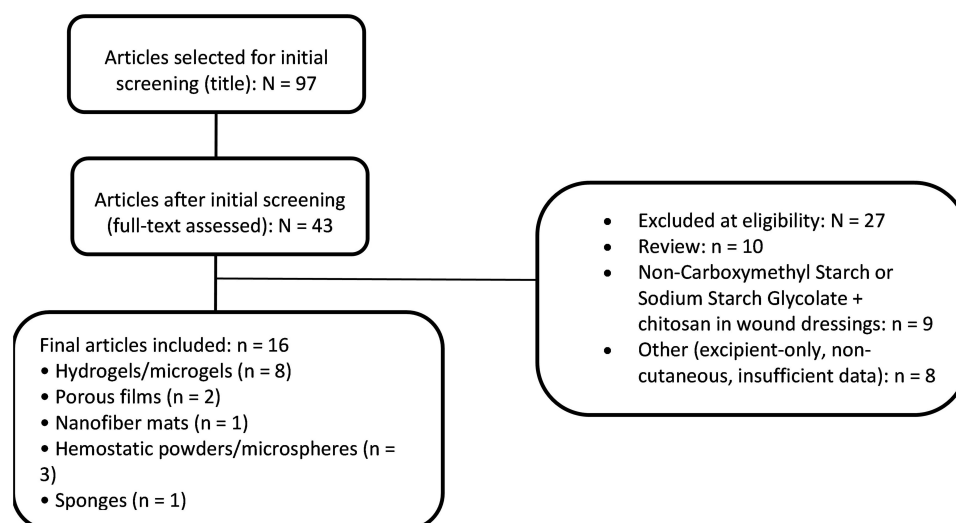 Articles selected for initial
screening (title): N = 97
Articles after initial screening
(full-text assessed): N = 43
• Excluded at eligibility: N = 27
• Review: n = 10
• Non-Carboxymethyl Starch or
Sodium Starch Glycolate +
chitosan in wound dressings: n = 9
• Other (excipient-only, non-
cutaneous, insufficient data): n = 8
Final articles included: n = 16
• Hydrogels/microgels (n = 8)
• Porous films (n = 2)
• Nanofiber mats (n = 1)
• Hemostatic powders/microspheres (n =
3)
• Sponges (n = 1)